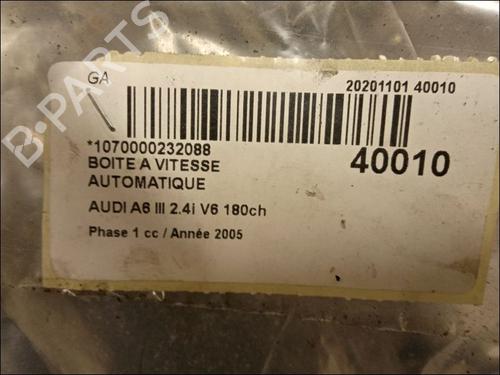 GA
20201101 40010
*1070000232088
40010
BOITE A VITESSE
AUTOMATIQUE
AUDI A6 III 2.4i V6 180ch
Phase 1 cc / Année 2005
B-PARTS